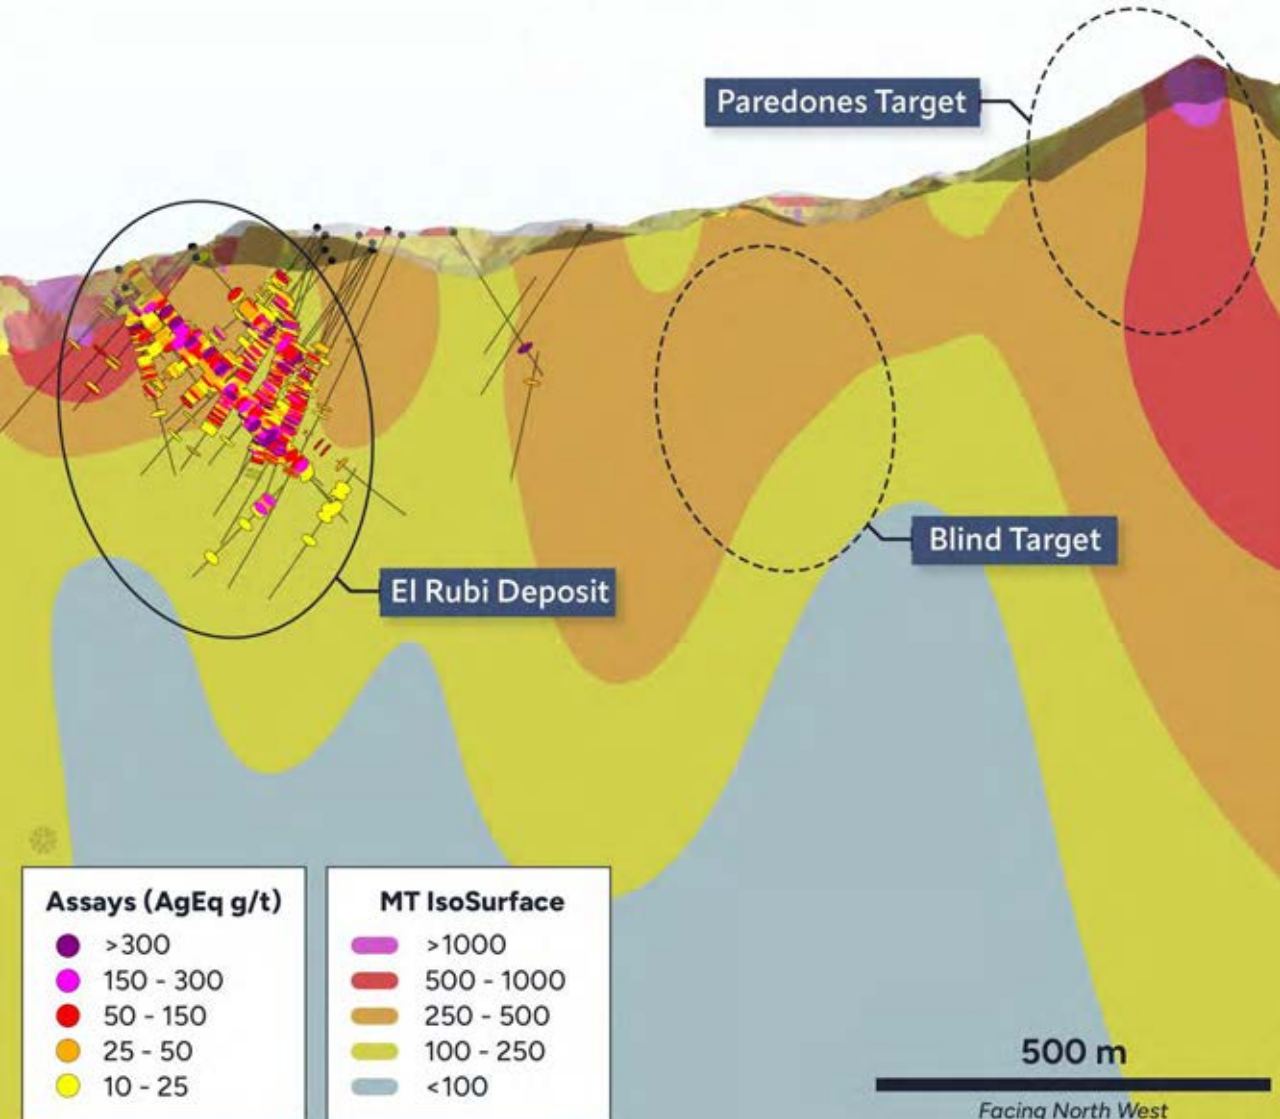 Paredones Target
Blind Target
El Rubi Deposit
Assays (AgEq g/t)
>300
150 - 300
50 - 150
25 - 50
10 - 25
MT IsoSurface
>1000
500 - 1000
250 - 500
100 - 250
<100
500 m
Facing North West